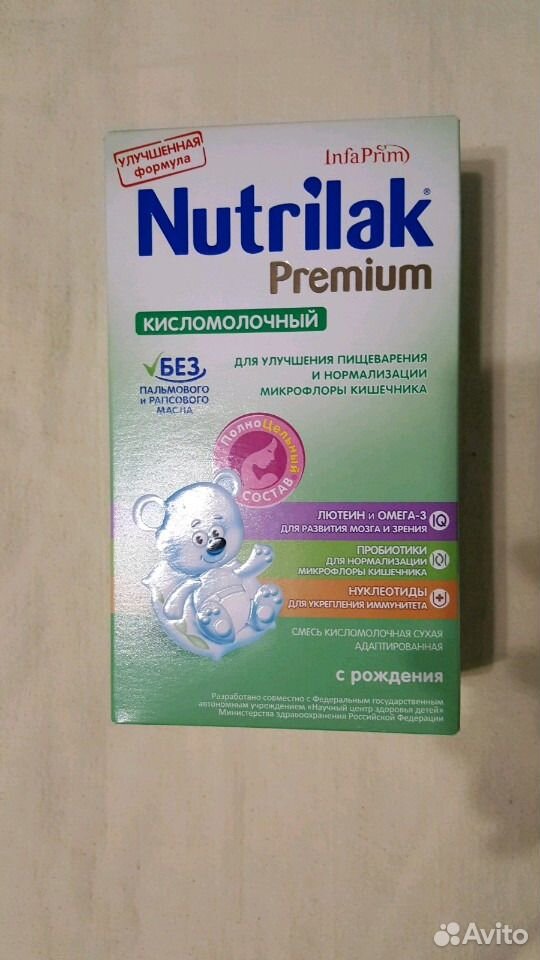 УЛУЧШЕННАЯ
формула
InfaPrim
Nutrilak®
Premium
КИСЛОМОЛОЧНЫЙ
БЕЗ
ПАЛЬМОВОГО
и РАПСОВОГО
МАСЛА
ДЛЯ УЛУЧШЕНИЯ ПИЩЕВАРЕНИЯ
И НОРМАЛИЗАЦИИ
МИКРОФЛОРЫ КИШЕЧНИКА
ПолноЦельный
СОСТАВ
ЛЮТЕИН и ОМЕГА-3 IQ
ДЛЯ РАЗВИТИЯ МОЗГА И ЗРЕНИЯ
ПРОБИОТИКИ
ДЛЯ НОРМАЛИЗАЦИИ
МИКРОФЛОРЫ КИШЕЧНИКА
НУКЛЕОТИДЫ
ДЛЯ УКРЕПЛЕНИЯ ИММУНИТЕТА
СМЕСЬ КИСЛОМОЛОЧНАЯ СУХАЯ
АДАПТИРОВАННАЯ
с рождения
Разработано совместно с Федеральным государственным
автономным учреждением «Научный центр здоровья детей»
Министерства здравоохранения Российской Федерации
Avito